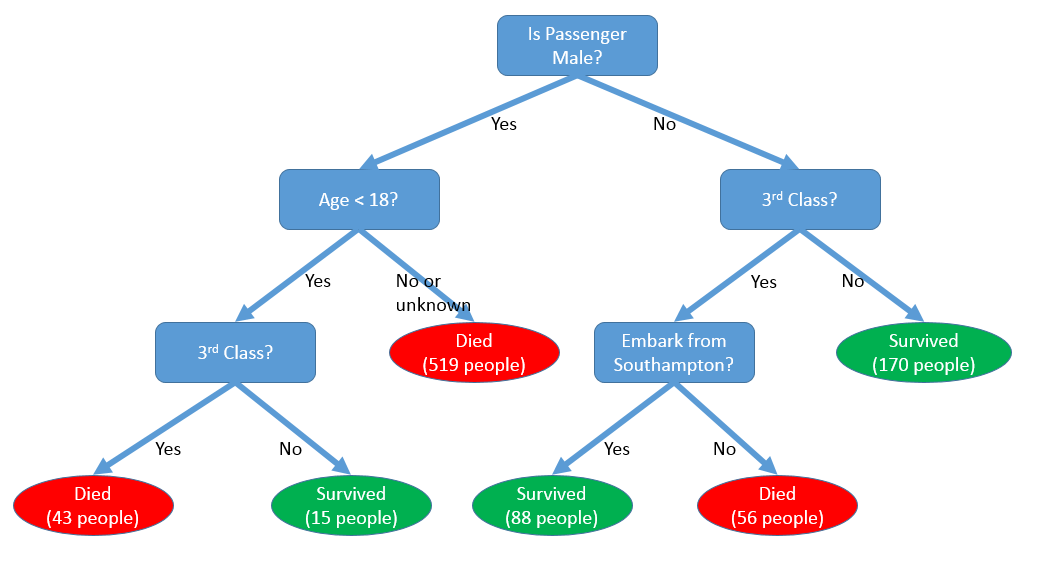 Is Passenger
Male?
Yes
No
Age < 18?
3rd Class?
Yes
No or
unknown
Yes
No
3rd Class?
Died
(519 people)
Embark from
Southampton?
Survived
(170 people)
Yes
No
Yes
No
Died
(43 people)
Survived
(15 people)
Survived
(88 people)
Died
(56 people)